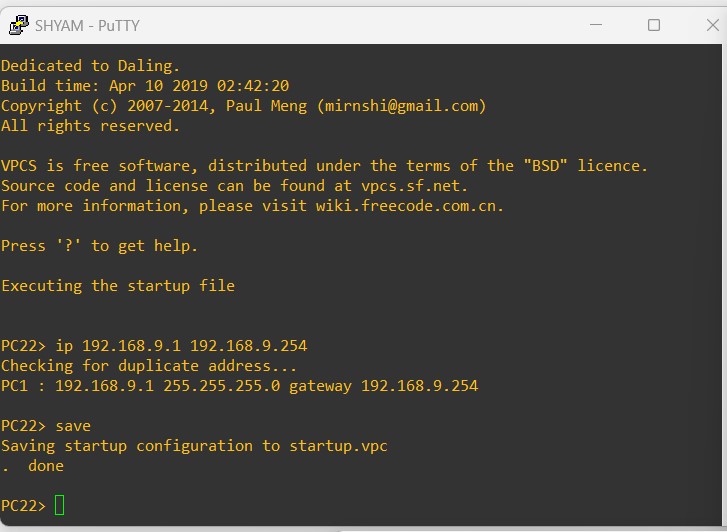 SHYAM - PuTTY
Dedicated to Daling.
Build time: Apr 10 2019 02:42:20
Copyright (c) 2007-2014, Paul Meng (mirnshi@gmail.com)
All rights reserved.
VPCS is free software, distributed under the terms of the "BSD" licence.
Source code and license can be found at vpcs.sf.net.
For more information, please visit wiki.freecode.com.cn.
Press '?' to get help.
Executing the startup file
PC22> ip 192.168.9.1 192.168.9.254
Checking for duplicate address...
PC1 : 192.168.9.1 255.255.255.0 gateway 192.168.9.254
PC22> save
Saving startup configuration to startup.vpc
.  done
PC22>